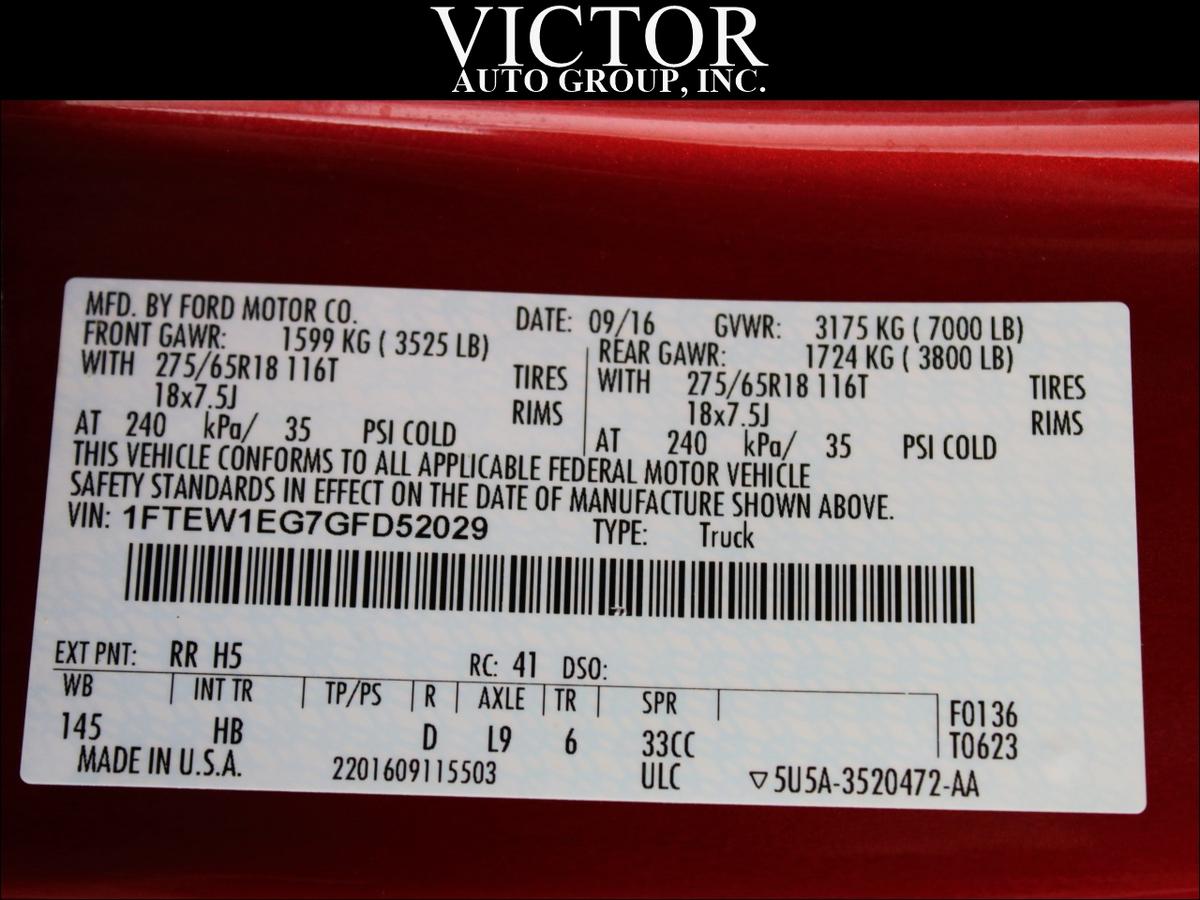 VICTOR
AUTO GROUP, INC.
MFD. BY FORD MOTOR CO. DATE: 09/16 GVWR: 3175 KG ( 7000 LB)
FRONT GAWR: 1599 KG ( 3525 LB) REAR GAWR: 1724 KG ( 3800 LB)
WITH 275/65R18 116T TIRES WITH 275/65R18 116T TIRES
18x7.5J RIMS 18x7.5J RIMS
AT 240 kPa/ 35 PSI COLD AT 240 kPa/ 35 PSI COLD
THIS VEHICLE CONFORMS TO ALL APPLICABLE FEDERAL MOTOR VEHICLE
SAFETY STANDARDS IN EFFECT ON THE DATE OF MANUFACTURE SHOWN ABOVE.
VIN: 1FTEW1EG7GFD52029 TYPE: Truck
EXT PNT: RR H5 RC: 41 DSO:
WB INT TR TP/PS R AXLE TR SPR F0136
145 HB D L9 6 33CC T0623
MADE IN U.S.A. 2201609115503 ULC ▽5U5A-3520472-AA